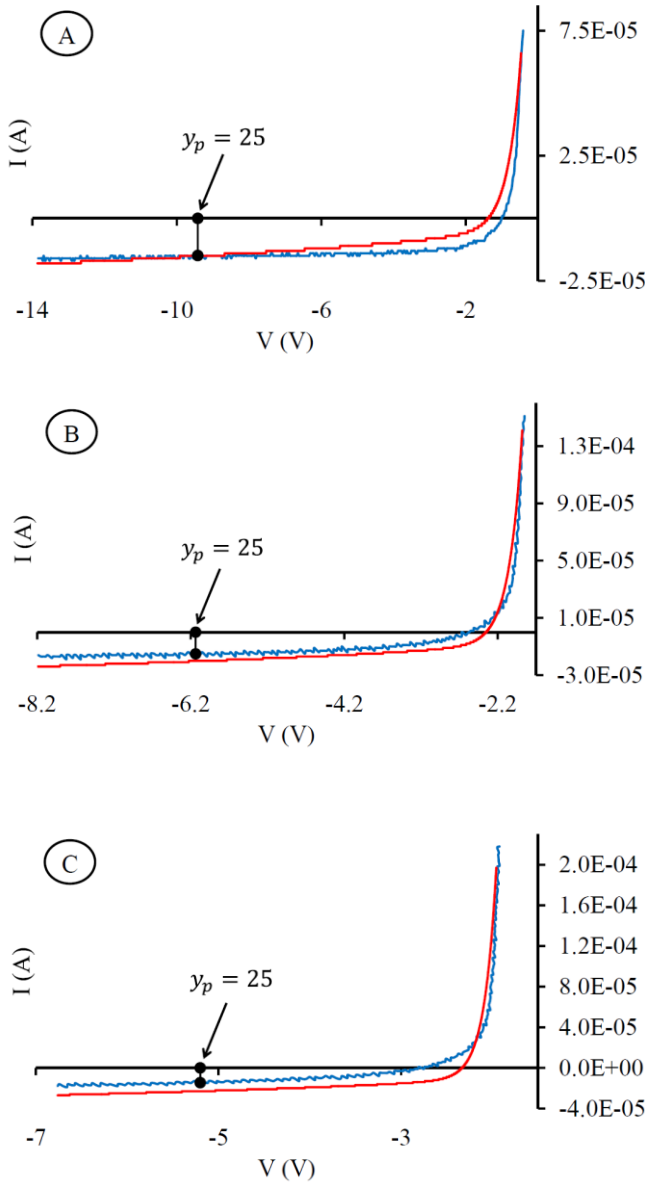 A
7.5E-05
2.5E-05
-2.5E-05
I (A)
y_p = 25
-14
-10
-6
-2
V (V)
B
1.3E-04
9.0E-05
5.0E-05
1.0E-05
-3.0E-05
I (A)
y_p = 25
-8.2
-6.2
-4.2
-2.2
V (V)
C
2.0E-04
1.6E-04
1.2E-04
8.0E-05
4.0E-05
0.0E+00
-4.0E-05
I (A)
y_p = 25
-7
-5
-3
V (V)